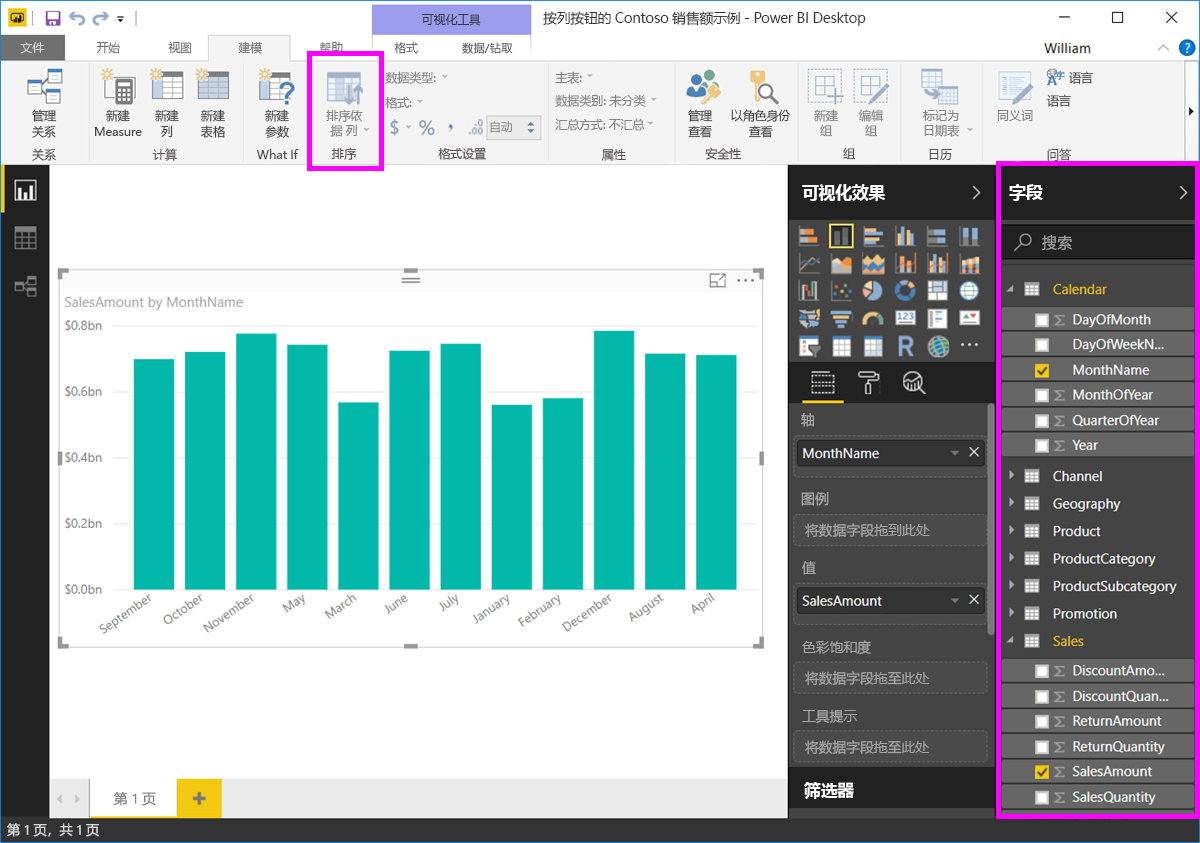 可视化工具
按列按钮的 Contoso 销售额示例 - Power BI Desktop
文件 开始 视图 建模 帮助 格式 数据/钻取
William
管理
关系
关系
新建
Measure
新建
列
新建
表格
计算
新建
参数
What If
排序依
据 列
排序
数据类型:
格式:
$ % , .00 自动
格式设置
主表:
数据类别: 未分类
汇总方式: 不汇总
属性
管理
查看
以角色身份
查看
安全性
新建
组
编辑
组
组
标记为
日期表
日历
同义词
语言
语言
问答
SalesAmount by MonthName
$0.8bn
$0.6bn
$0.4bn
$0.2bn
$0.0bn
September October November May March June July January February December August April
可视化效果
123
R
轴
MonthName
图例
将数据字段拖到此处
值
SalesAmount
色彩饱和度
将数据字段拖至此处
工具提示
将数据字段拖至此处
筛选器
字段
搜索
Calendar
DayOfMonth
DayOfWeekN...
MonthName
MonthOfYear
QuarterOfYear
Year
Channel
Geography
Product
ProductCategory
ProductSubcategory
Promotion
Sales
DiscountAmo...
DiscountQuan...
ReturnAmount
ReturnQuantity
SalesAmount
SalesQuantity
第 1 页
第 1 页, 共 1 页